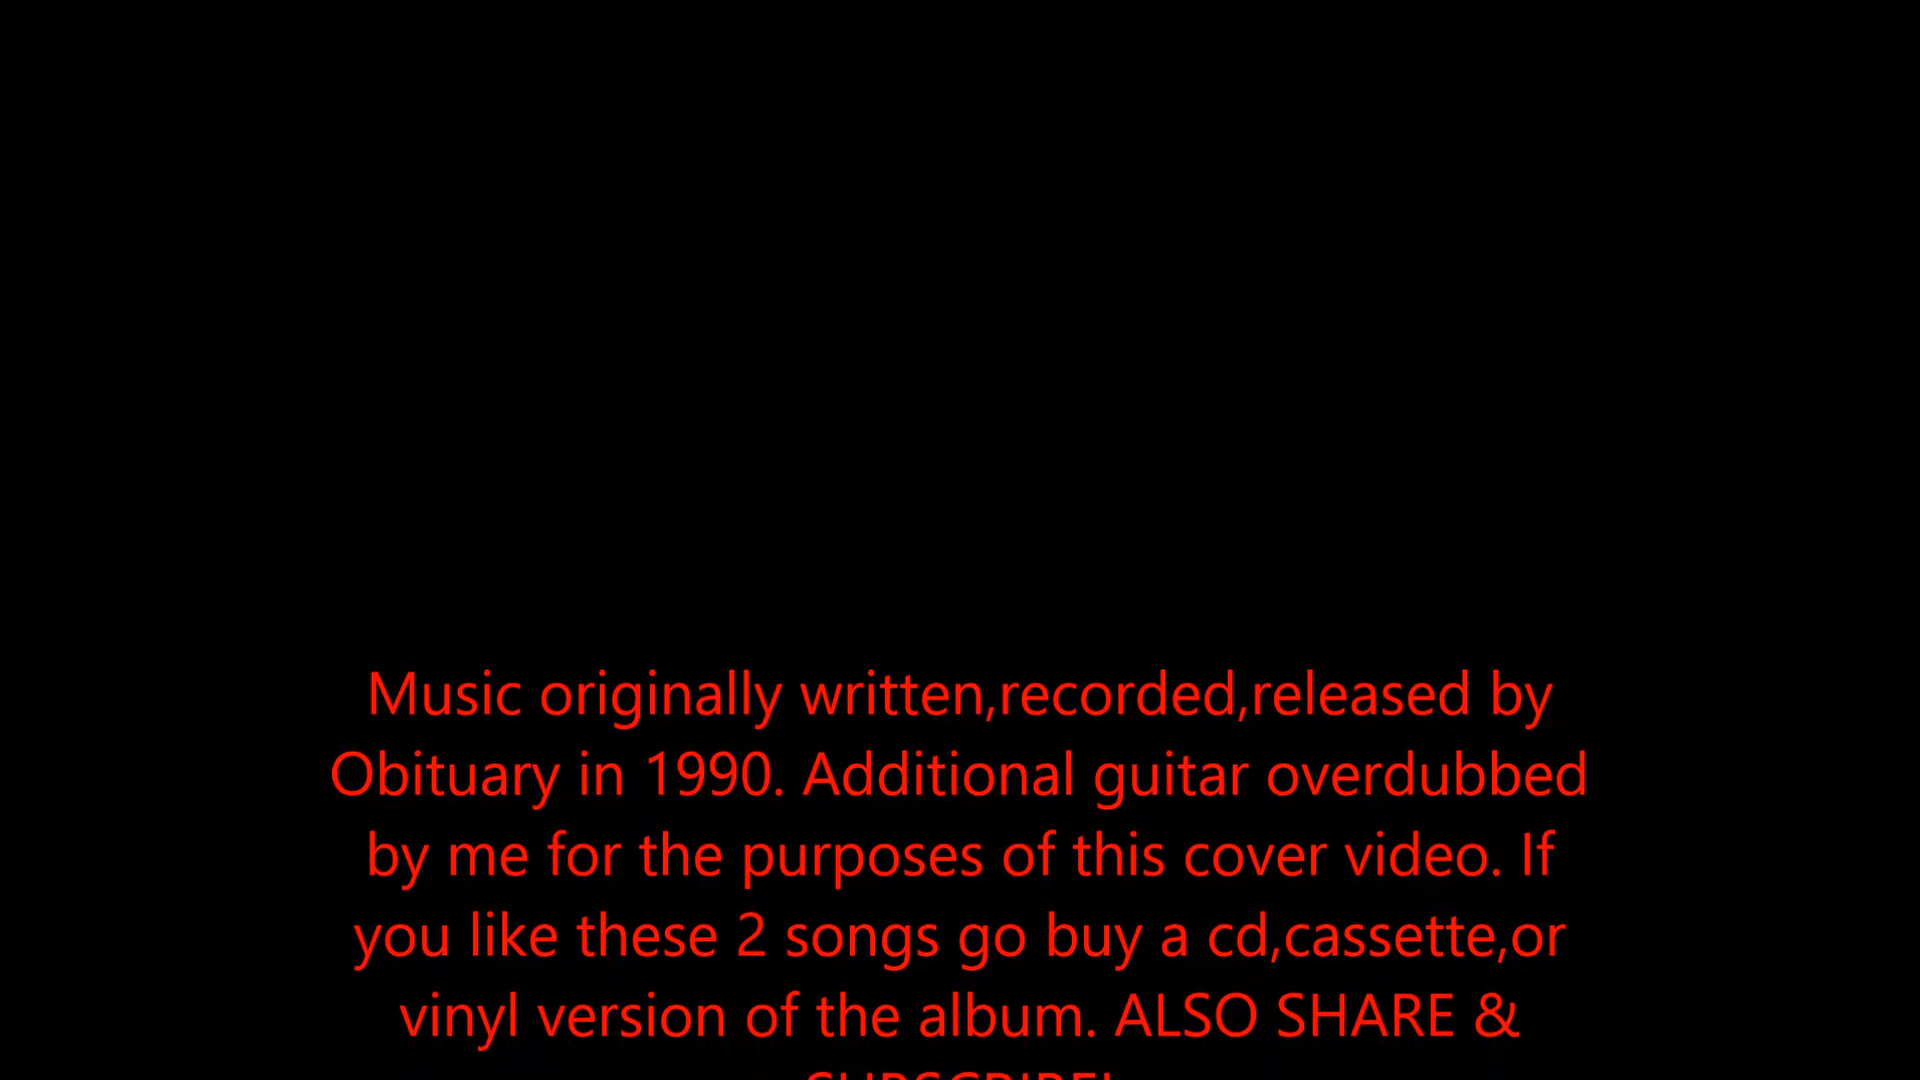 Music originally written,recorded,released by
Obituary in 1990. Additional guitar overdubbed
by me for the purposes of this cover video. If
you like these 2 songs go buy a cd,cassette,or
vinyl version of the album. ALSO SHARE &
SUBSCRIBE!